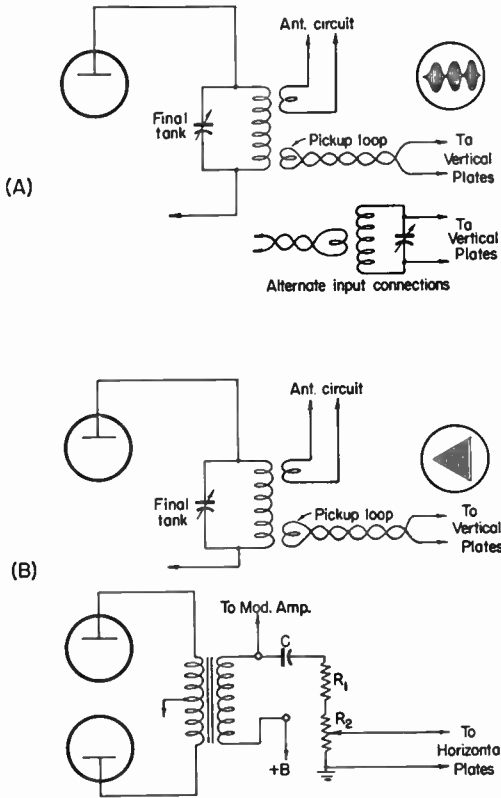 Ant. circuit
Final
tank
Pickup loop
To
Vertical
Plates
(A)
To
Vertical
Plates
Alternate input connections
Ant. circuit
Final
tank
Pickup loop
To
Vertical
Plates
(B)
To Mod. Amp.
C
R1
R2
+B
To
Horizonta
Plates